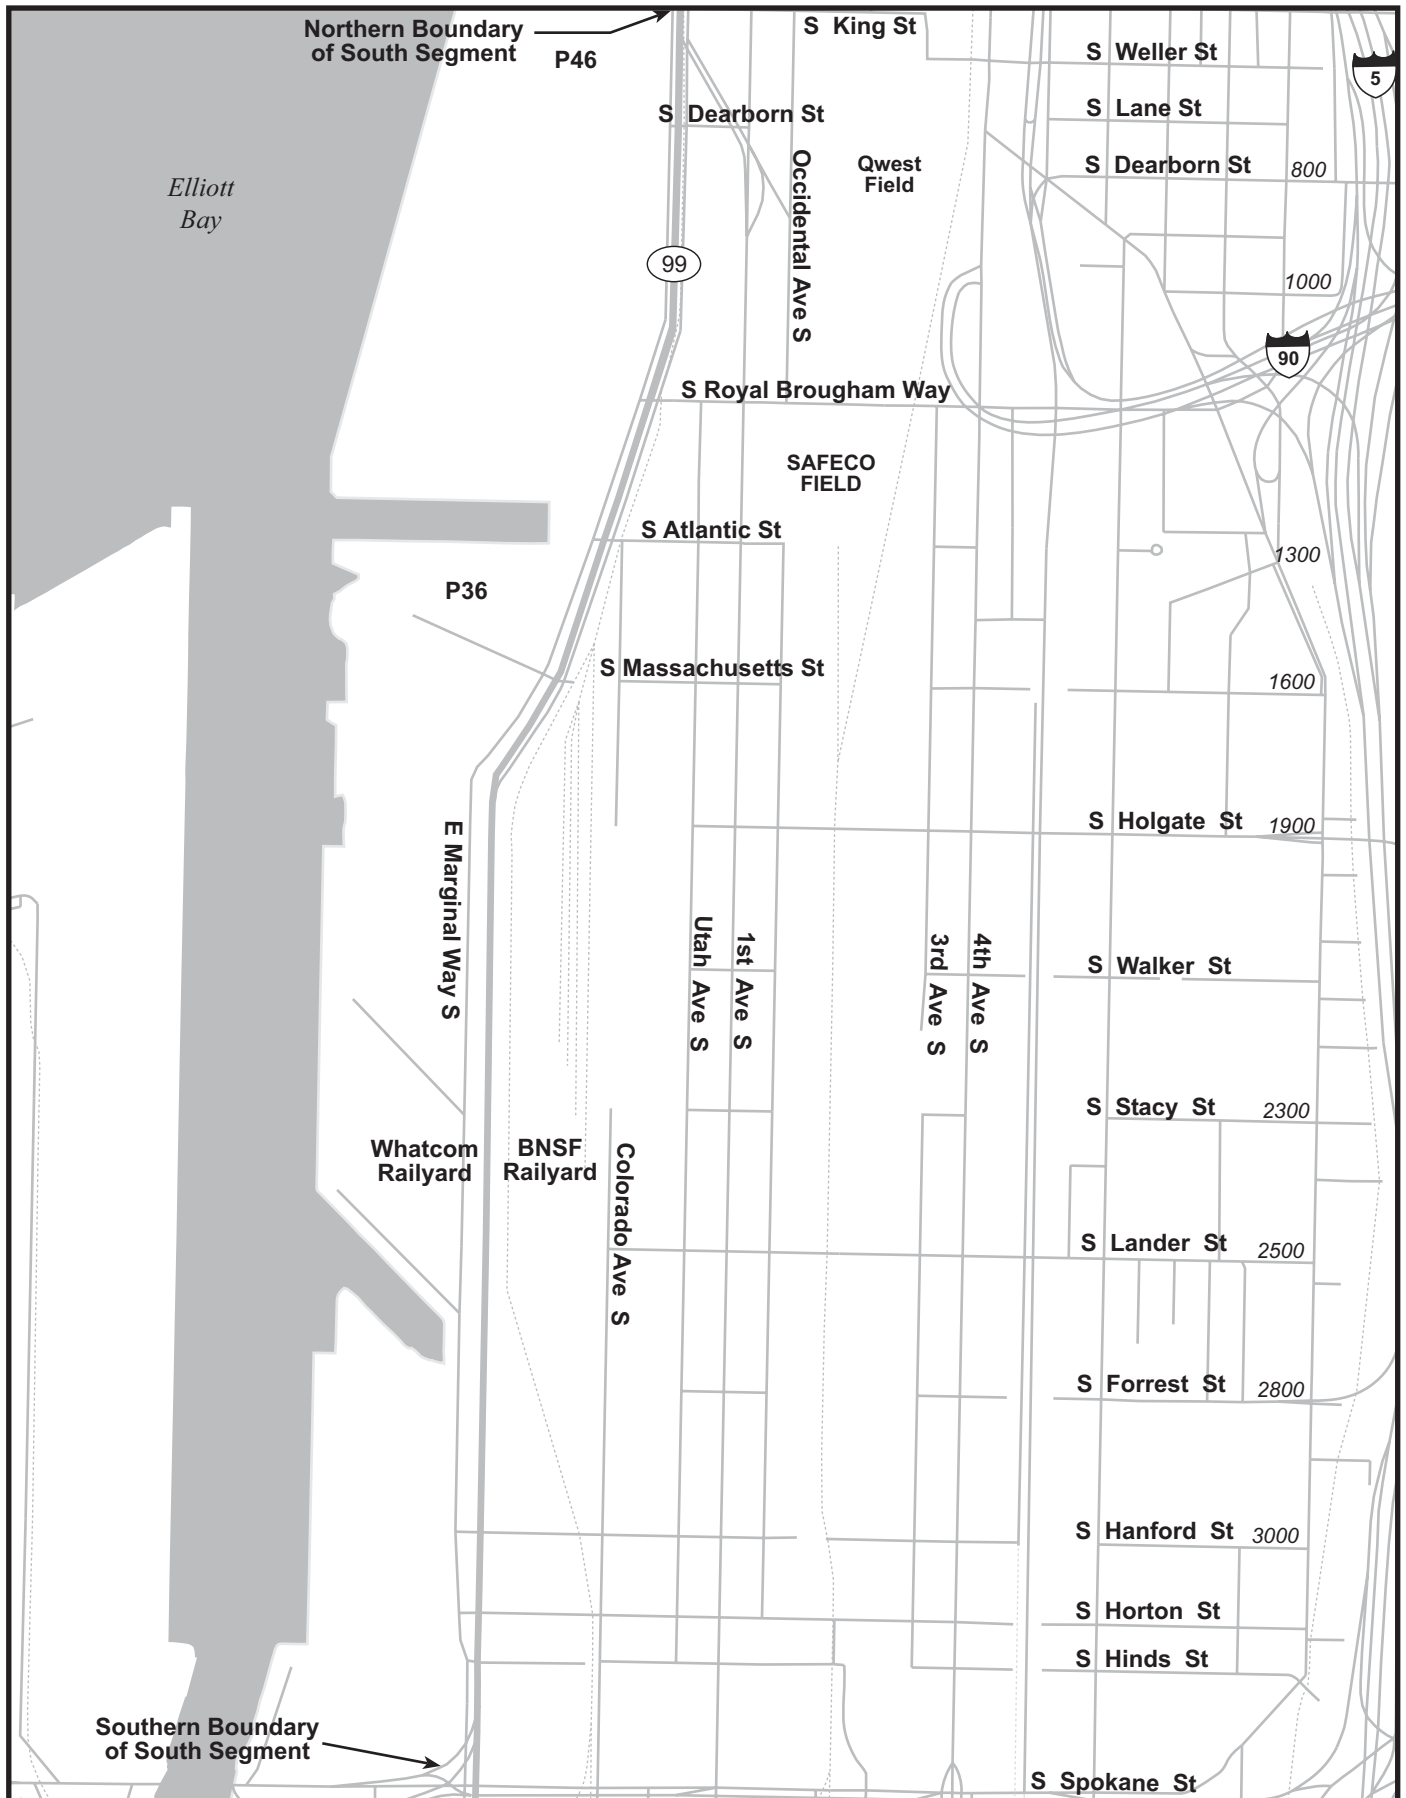 Northern Boundary
of South Segment
P46
S King St
S Weller St
5
S Dearborn St
S Lane St
Qwest
Field
S Dearborn St 800
Elliott
Bay
Occidental Ave S
99
1000
90
S Royal Brougham Way
SAFECO
FIELD
S Atlantic St
1300
P36
S Massachusetts St
1600
E Marginal Way S
S Holgate St 1900
Utah Ave S
1st Ave S
3rd Ave S
4th Ave S
S Walker St
S Stacy St 2300
Whatcom
Railyard
BNSF
Railyard
Colorado Ave S
S Lander St 2500
S Forrest St 2800
S Hanford St 3000
S Horton St
S Hinds St
Southern Boundary
of South Segment
S Spokane St